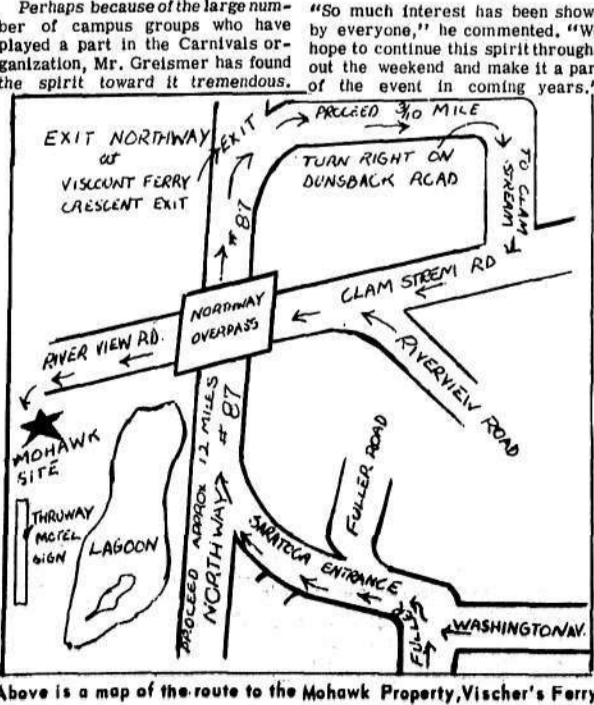 Perhaps because of the large num-
ber of campus groups who have
played a part in the Carnivals or-
ganization, Mr. Greismer has found
the spirit toward it tremendous.
"So much interest has been show
by everyone," he commented. "W
hope to continue this spirit through
out the weekend and make it a par
of the event in coming years."
EXIT NORTHWAY
at
VISCOUNT FERRY
CRESCENT EXIT
EXIT
PROCEED 3/10 MILE
TURN RIGHT ON
DUNSBACK ROAD
TO CLAM
STREAM
# 87
CLAM STREM RD
NORTHWAY
OVERPASS
RIVER VIEW RD.
RIVERVIEW ROAD
MOHAWK
SITE
THRUWAY
MOTEL
SIGN
LAGOON
PROCEED APPROX 12 MILES
NORTHWAY # 87
FULLER ROAD
SARATOGA ENTRANCE
FULLER
WASHINGTON AV.
Above is a map of the route to the Mohawk Property, Vischer's Ferry